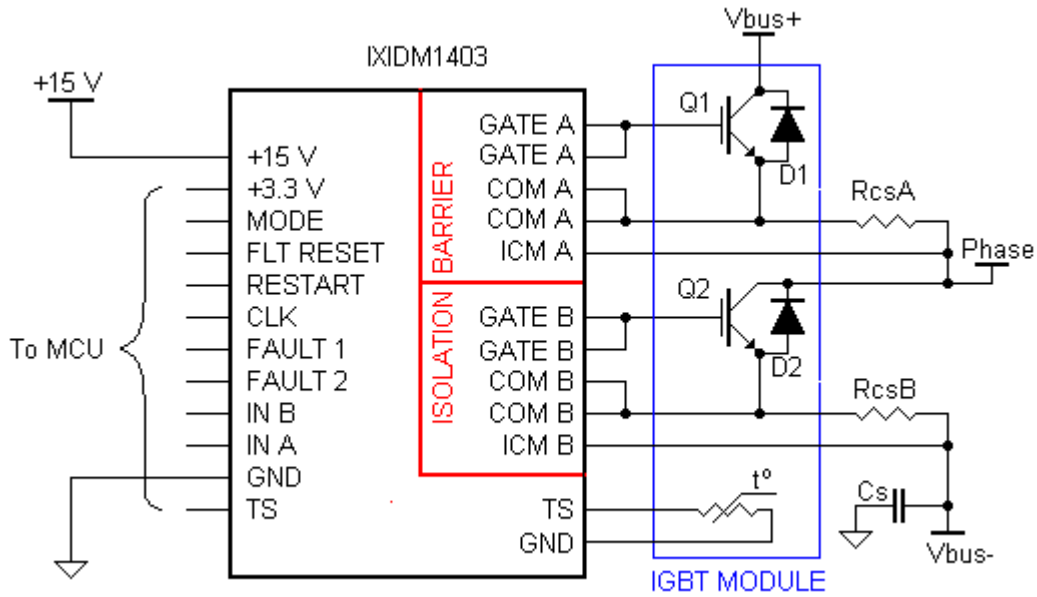 Vbus+
IXIDM1403
+15 V
Q1
GATE A
+15 V
GATE A
D1
+3.3 V
COM A
RcsA
MODE
COM A
FLT RESET
ICM A
Phase
BARRIER
RESTART
Q2
CLK
GATE B
To MCU
FAULT 1
GATE B
D2
FAULT 2
COM B
RcsB
ISOLATION
IN B
COM B
IN A
ICM B
GND
tº
Cs
TS
TS
GND
Vbus-
IGBT MODULE